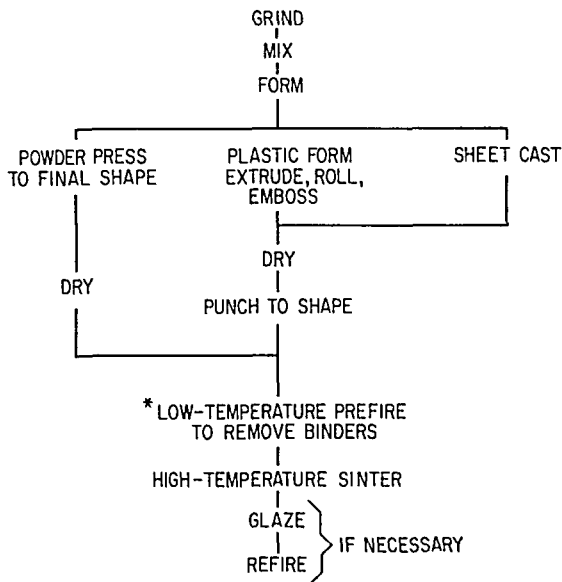 GRIND
MIX
FORM
POWDER PRESS
TO FINAL SHAPE
PLASTIC FORM
EXTRUDE, ROLL,
EMBOSS
SHEET CAST
DRY
DRY
PUNCH TO SHAPE
*LOW-TEMPERATURE PREFIRE
TO REMOVE BINDERS
HIGH-TEMPERATURE SINTER
GLAZE
REFIRE
IF NECESSARY